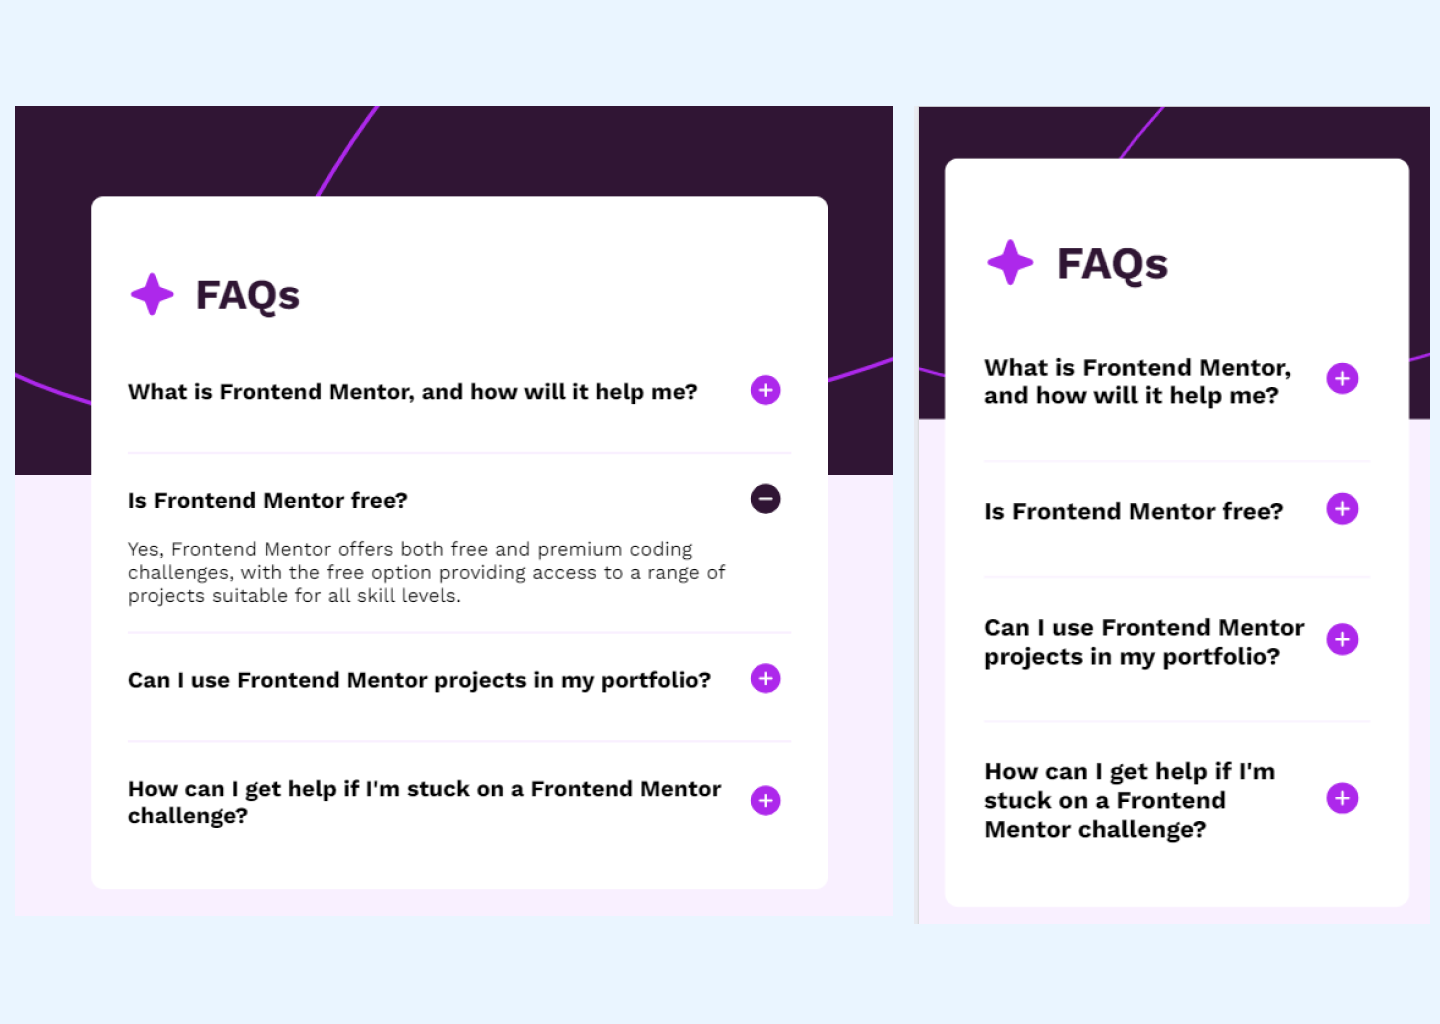 FAQs
What is Frontend Mentor, and how will it help me?
Is Frontend Mentor free?
Yes, Frontend Mentor offers both free and premium coding
challenges, with the free option providing access to a range of
projects suitable for all skill levels.
Can I use Frontend Mentor projects in my portfolio?
How can I get help if I'm stuck on a Frontend Mentor
challenge?
FAQs
What is Frontend Mentor,
and how will it help me?
Is Frontend Mentor free?
Can I use Frontend Mentor
projects in my portfolio?
How can I get help if I'm
stuck on a Frontend
Mentor challenge?